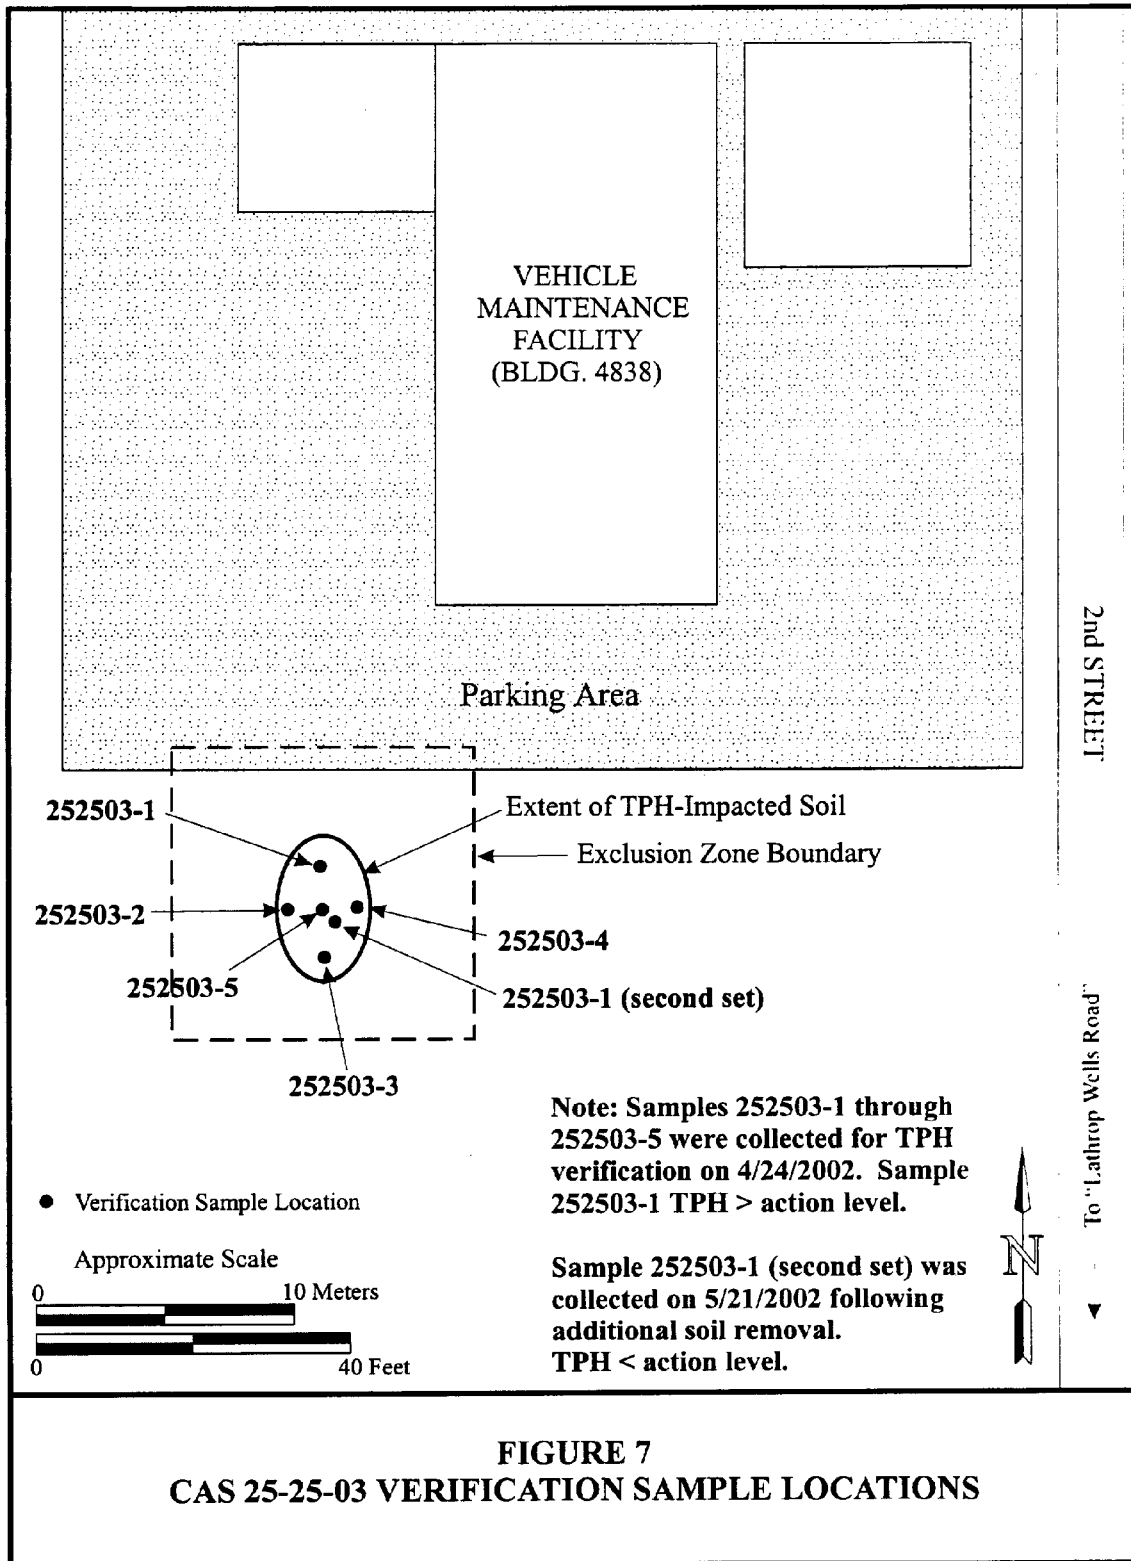 VEHICLE
MAINTENANCE
FACILITY
(BLDG. 4838)
2nd STREET
Parking Area
252503-1
Extent of TPH-Impacted Soil
Exclusion Zone Boundary
252503-2
252503-4
252503-5
252503-1 (second set)
252503-3
To "Lathrop Wells Road"
Note: Samples 252503-1 through
252503-5 were collected for TPH
verification on 4/24/2002. Sample
252503-1 TPH > action level.
Sample 252503-1 (second set) was
collected on 5/21/2002 following
additional soil removal.
TPH < action level.
N
Verification Sample Location
Approximate Scale
0 10 Meters
0 40 Feet
FIGURE 7
CAS 25-25-03 VERIFICATION SAMPLE LOCATIONS